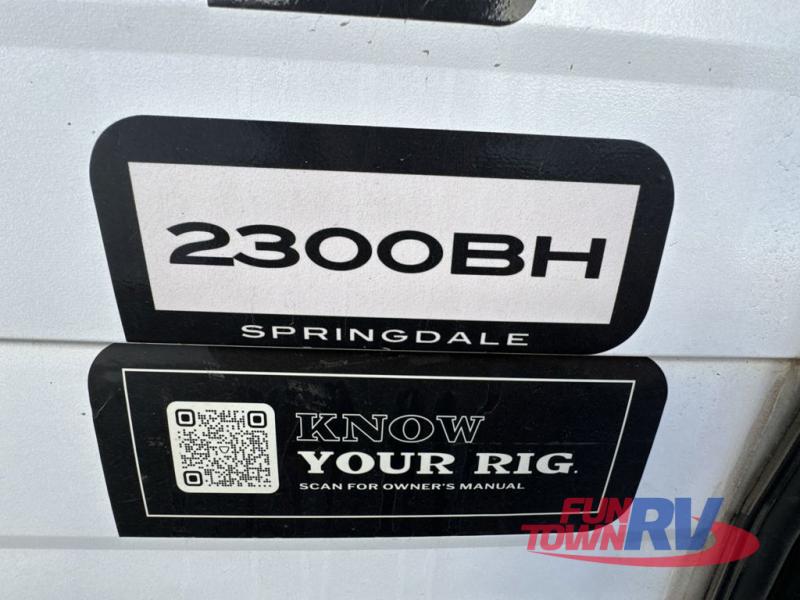 2300BH
SPRINGDALE
KNOW
YOUR RIG.
SCAN FOR OWNER'S MANUAL
FUN
TOWN RV